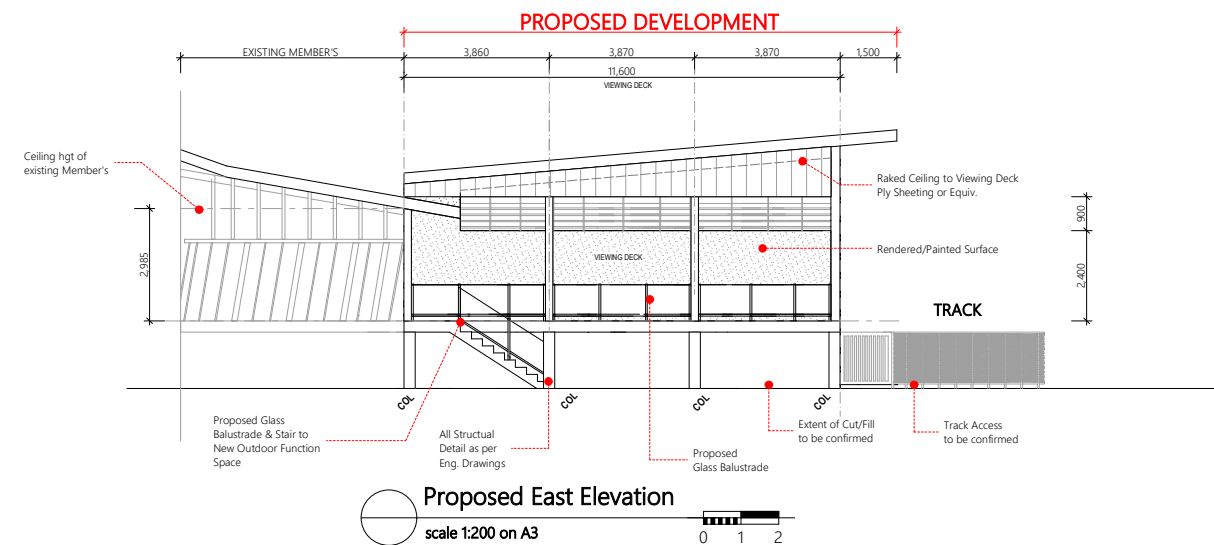 PROPOSED DEVELOPMENT
EXISTING MEMBER'S
3,860
3,870
3,870
1,500
11,600
VIEWING DECK
Ceiling hgt of
existing Member's
Raked Ceiling to Viewing Deck
Ply Sheeting or Equiv.
900
Rendered/Painted Surface
VIEWING DECK
2,985
2,400
TRACK
COL
COL
COL
COL
Proposed Glass
Balustrade & Stair to
New Outdoor Function
Space
All Structual
Detail as per
Eng. Drawings
Proposed
Glass Balustrade
Extent of Cut/Fill
to be confirmed
Track Access
to be confirmed
Proposed East Elevation
scale 1:200 on A3
0 1 2